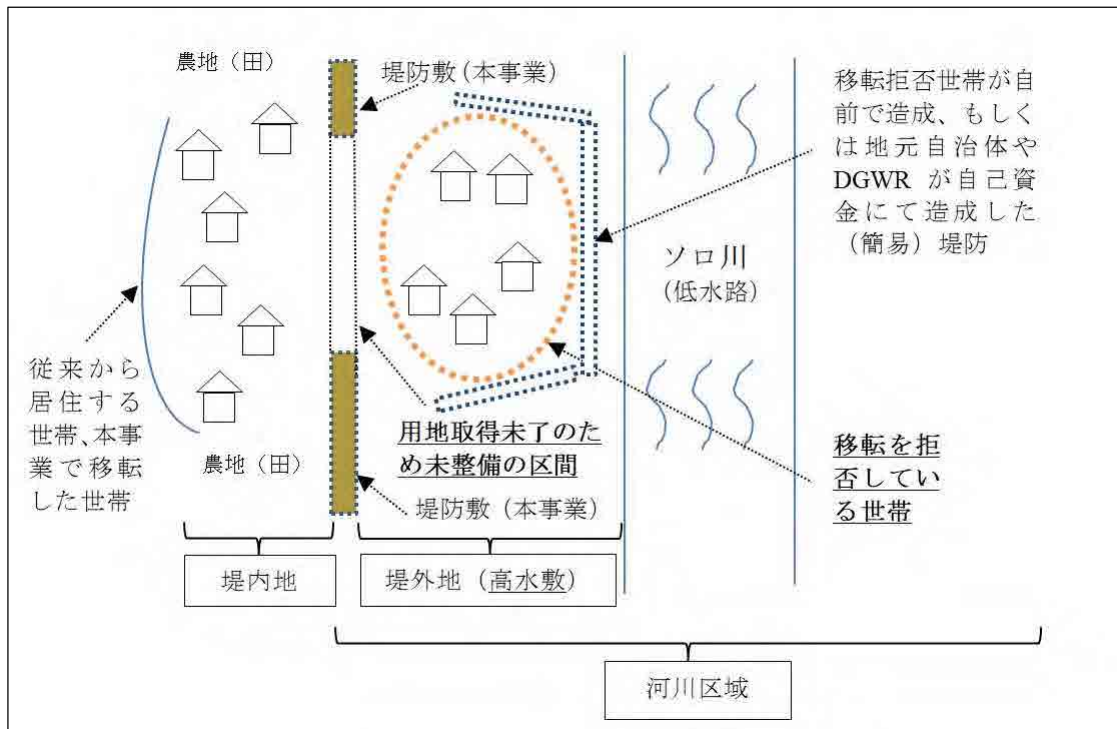 農地（田）
堤防敷（本事業）
移転拒否世帯が自
前で造成、もしく
は地元自治体や
DGWR が自己資
金にて造成した
（簡易）堤防
ソロ川
（低水路）
従来から
居住する
世帯、本事
業で移転
した世帯
農地（田）
用地取得未了のた
め未整備の区間
堤防敷（本事業）
移転を拒
否してい
る世帯
堤内地
堤外地（高水敷）
河川区域